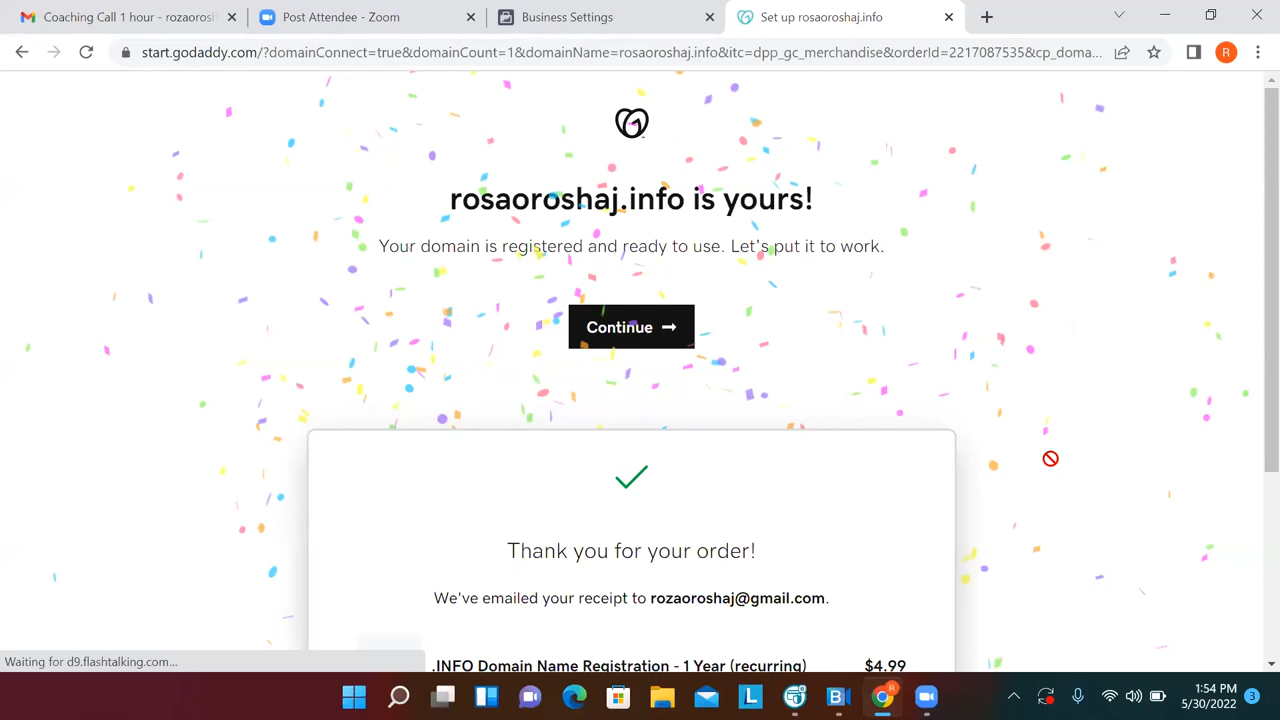 Coaching Call 1 hour - rozaorosh
Post Attendee - Zoom
Business Settings
Set up rosaoroshaj.info
start.godaddy.com/?domainConnect=true&domainCount=1&domainName=rosaoroshaj.info&itc=dpp_gc_merchandise&orderId=2217087535&cp_doma...
R
rosaoroshaj.info is yours!
Your domain is registered and ready to use. Let's put it to work.
Continue
Thank you for your order!
We've emailed your receipt to rozaoroshaj@gmail.com.
.INFO Domain Name Registration - 1 Year (recurring) $4.99
Waiting for d9.flashtalking.com...
L
R
1:54 PM
5/30/2022
3